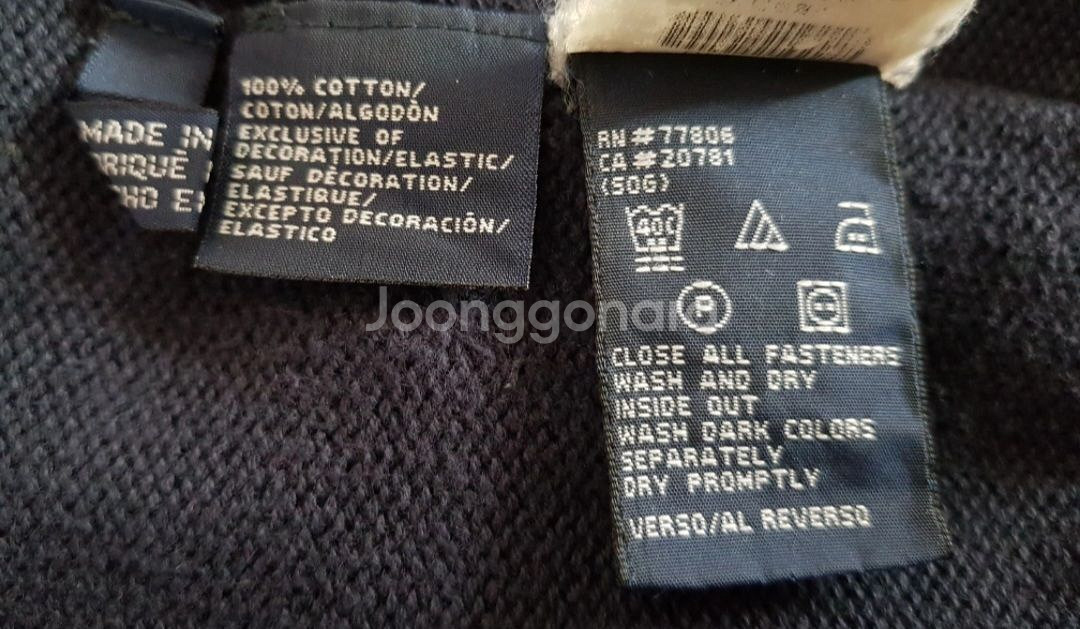 MADE IN
100% COTTON/
COTON/ALGODÓN
EXCLUSIVE OF
DECORATION/ELASTIC/
SAUF DÉCORATION/
ELASTIQUE/
EXCEPTO DECORACIÓN/
ELASTICO
RN #77806
CA #20781
(SOG)
40C
CLOSE ALL FASTENERS
WASH AND DRY
INSIDE OUT
WASH DARK COLORS
SEPARATELY
DRY PROMPTLY
VERSO/AL REVERSO
Joonggonara